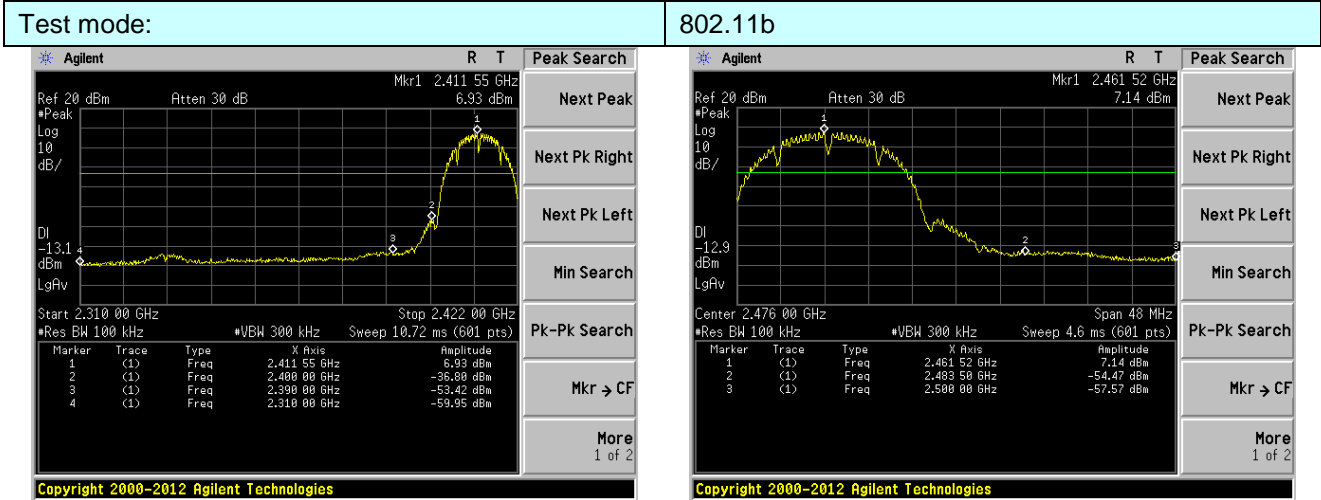 Test mode: 802.11b
Agilent R T Peak Search
Mkr1 2.411 55 GHz
Ref 20 dBm Atten 30 dB 6.93 dBm
#Peak
Log
10
dB/
DI
-13.1
dBm
LgAv
1
2
3
4
Start 2.310 00 GHz Stop 2.422 00 GHz
#Res BW 100 kHz #VBW 300 kHz Sweep 10.72 ms (601 pts)
Marker Trace Type X Axis Amplitude
1 (1) Freq 2.411 55 GHz 6.93 dBm
2 (1) Freq 2.400 00 GHz -36.80 dBm
3 (1) Freq 2.390 00 GHz -53.42 dBm
4 (1) Freq 2.310 00 GHz -59.95 dBm
Next Peak
Next Pk Right
Next Pk Left
Min Search
Pk-Pk Search
Mkr → CF
More
1 of 2
Copyright 2000-2012 Agilent Technologies
Agilent R T Peak Search
Mkr1 2.461 52 GHz
Ref 20 dBm Atten 30 dB 7.14 dBm
#Peak
Log
10
dB/
DI
-12.9
dBm
LgAv
1
2
3
Center 2.476 00 GHz Span 48 MHz
#Res BW 100 kHz #VBW 300 kHz Sweep 4.6 ms (601 pts)
Marker Trace Type X Axis Amplitude
1 (1) Freq 2.461 52 GHz 7.14 dBm
2 (1) Freq 2.483 50 GHz -54.47 dBm
3 (1) Freq 2.500 00 GHz -57.57 dBm
Next Peak
Next Pk Right
Next Pk Left
Min Search
Pk-Pk Search
Mkr → CF
More
1 of 2
Copyright 2000-2012 Agilent Technologies